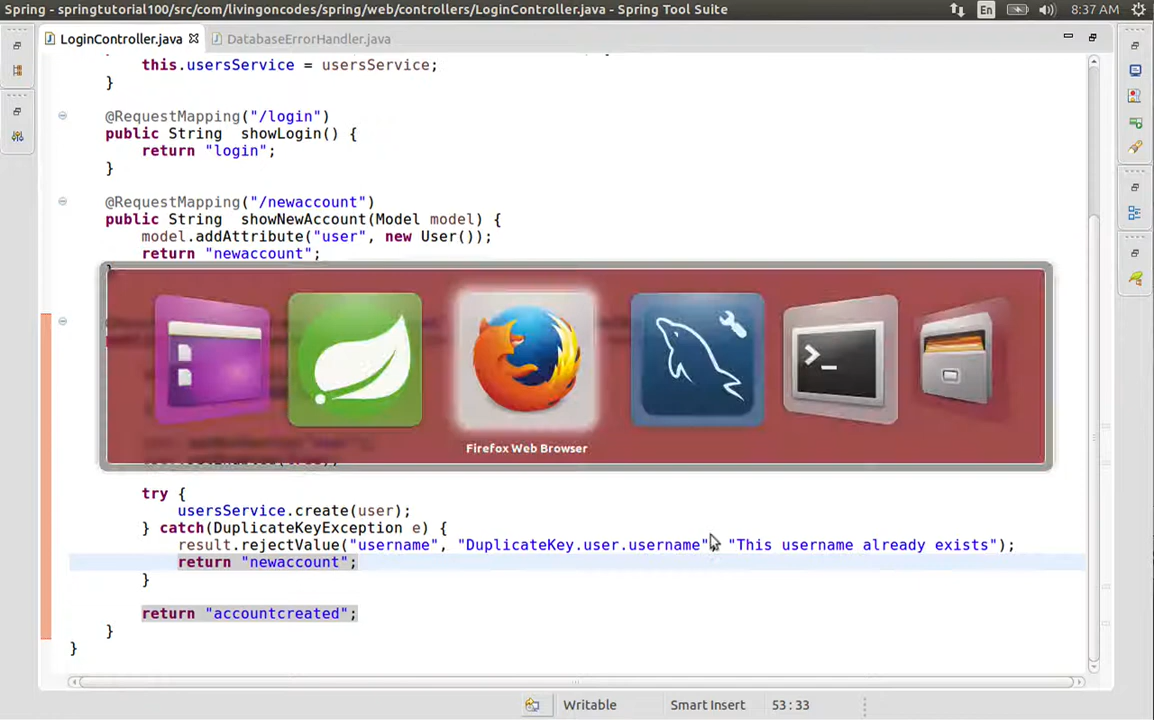 Spring - springtutorial100/src/com/livingoncodes/spring/web/controllers/LoginController.java - Spring Tool Suite
En
8:37 AM
LoginController.java
DatabaseErrorHandler.java
this.usersService = usersService;
}
@RequestMapping("/login")
public String showLogin() {
return "login";
}
@RequestMapping("/newaccount")
public String showNewAccount(Model model) {
model.addAttribute("user", new User());
return "newaccount";
Firefox Web Browser
try {
usersService.create(user);
} catch(DuplicateKeyException e) {
result.rejectValue("username", "DuplicateKey.user.username" "This username already exists");
return "newaccount";
}
return "accountcreated";
}
}
Writable
Smart Insert
53 : 33